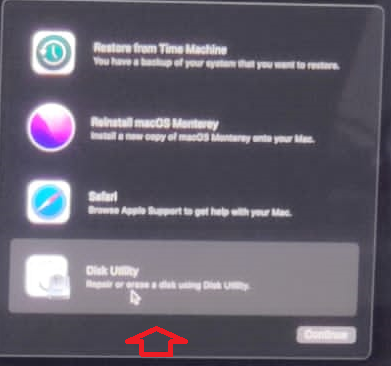 Restore from Time Machine
You have a backup of your system that you want to restore.
Reinstall macOS Monterey
Install a new copy of macOS Monterey onto your Mac.
Safari
Browse Apple Support to get help with your Mac.
Disk Utility
Repair or erase a disk using Disk Utility.
Continue